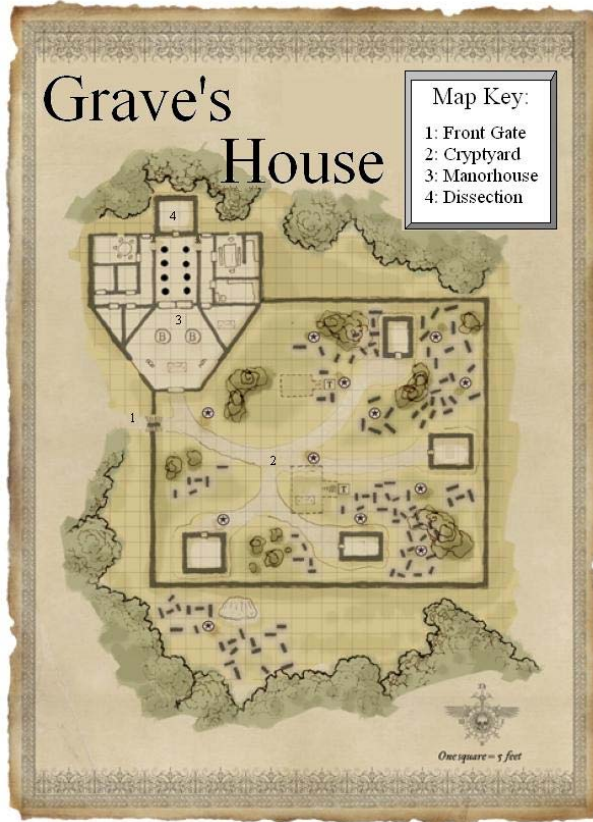 Grave's
House
Map Key:
1: Front Gate
2: Cryptyard
3: Manorhouse
4: Dissection
4
3
B B
1
T
2
T
One square = 5 feet